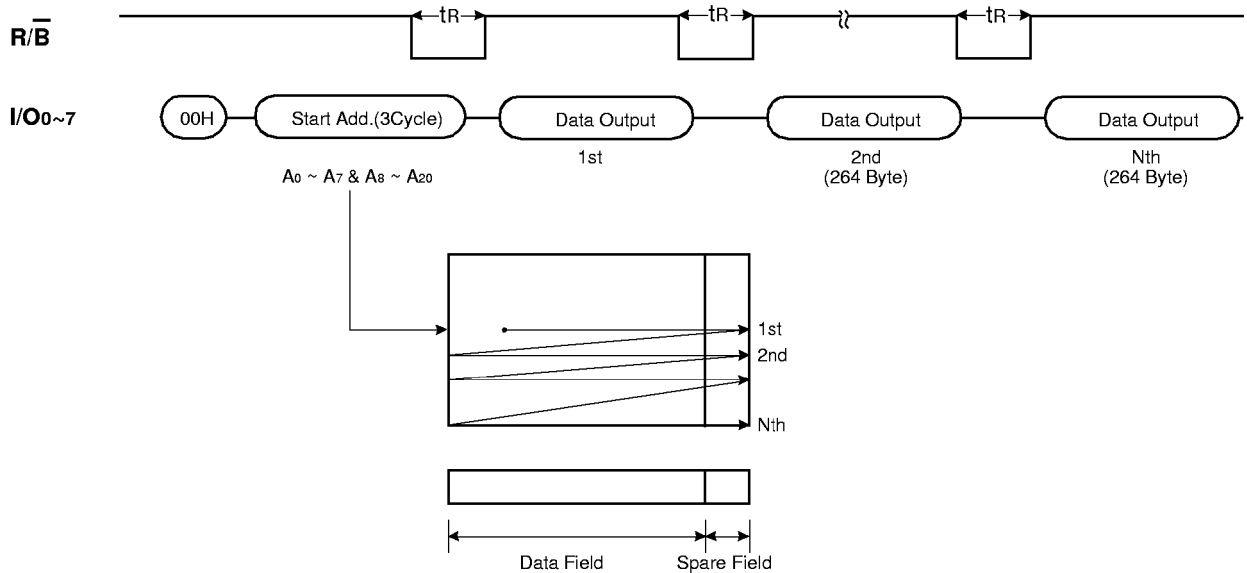 R/B
tR
tR
tR
I/O0~7
00H
Start Add.(3Cycle)
Data Output
Data Output
Data Output
1st
2nd
(264 Byte)
Nth
(264 Byte)
A0 ~ A7 & A8 ~ A20
1st
2nd
Nth
Data Field
Spare Field